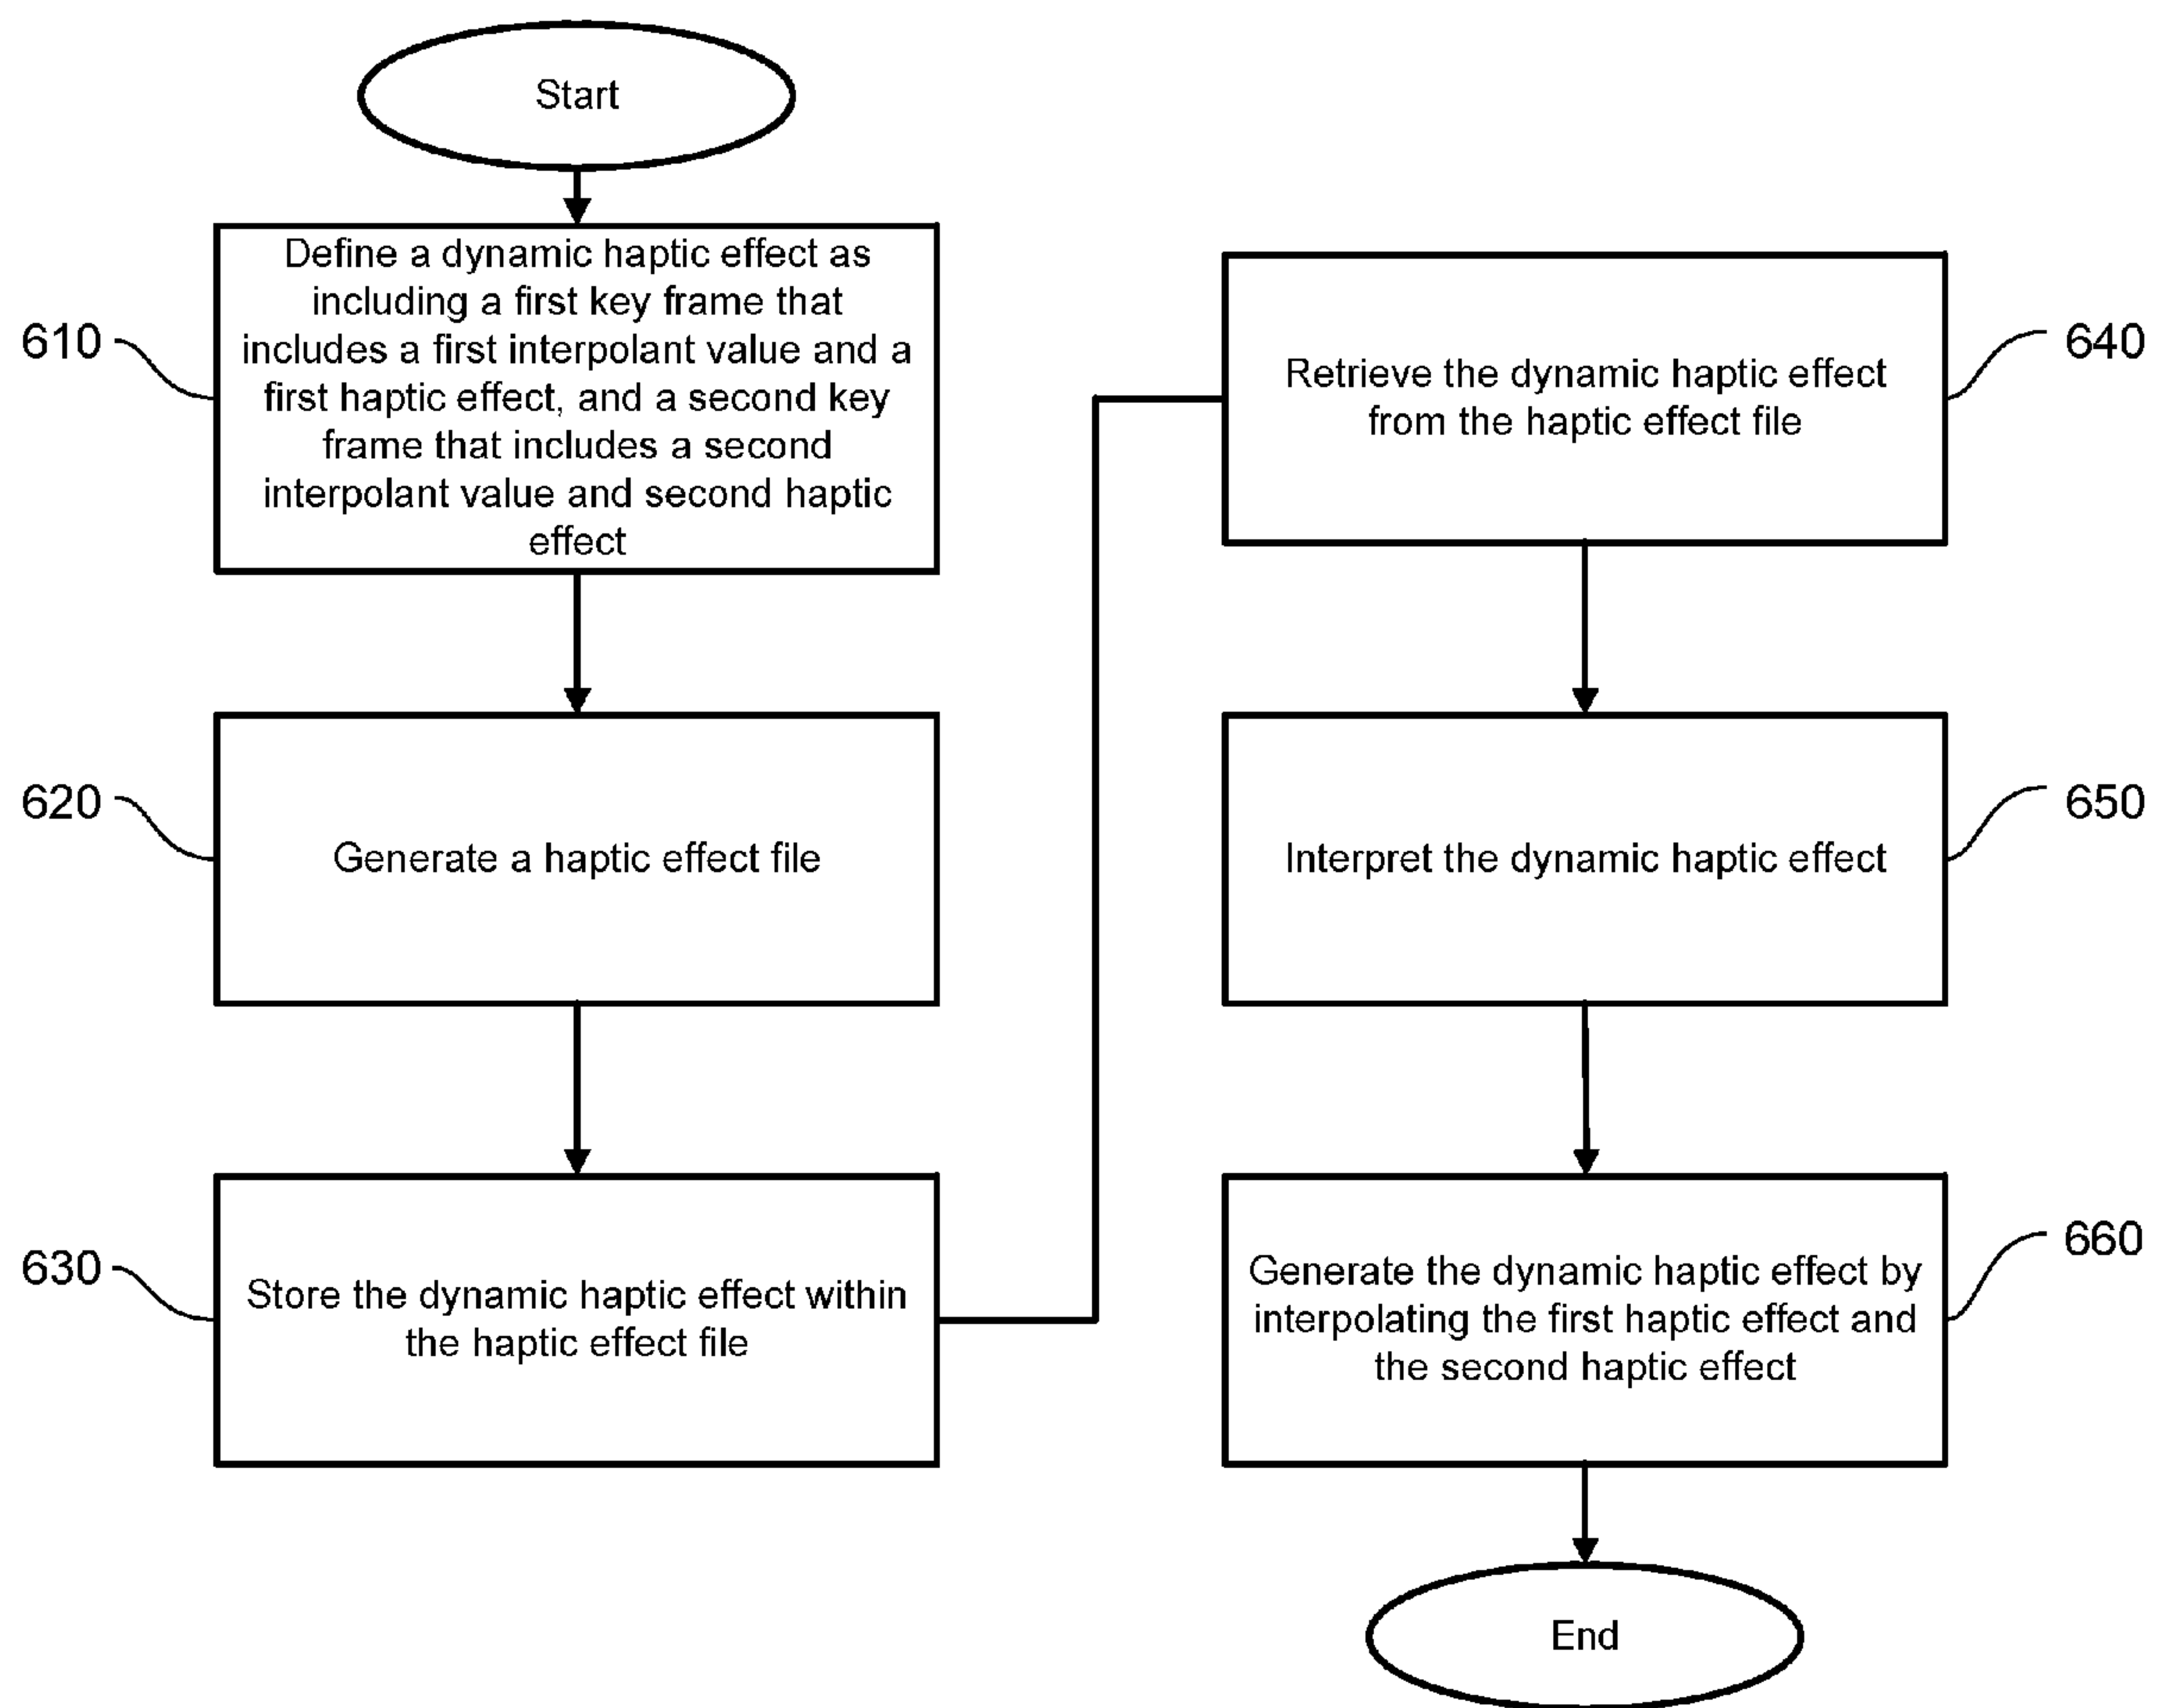 Start
610
Define a dynamic haptic effect as
including a first key frame that
includes a first interpolant value and a
first haptic effect, and a second key
frame that includes a second
interpolant value and second haptic
effect
620
Generate a haptic effect file
630
Store the dynamic haptic effect within
the haptic effect file
640
Retrieve the dynamic haptic effect
from the haptic effect file
650
Interpret the dynamic haptic effect
660
Generate the dynamic haptic effect by
interpolating the first haptic effect and
the second haptic effect
End